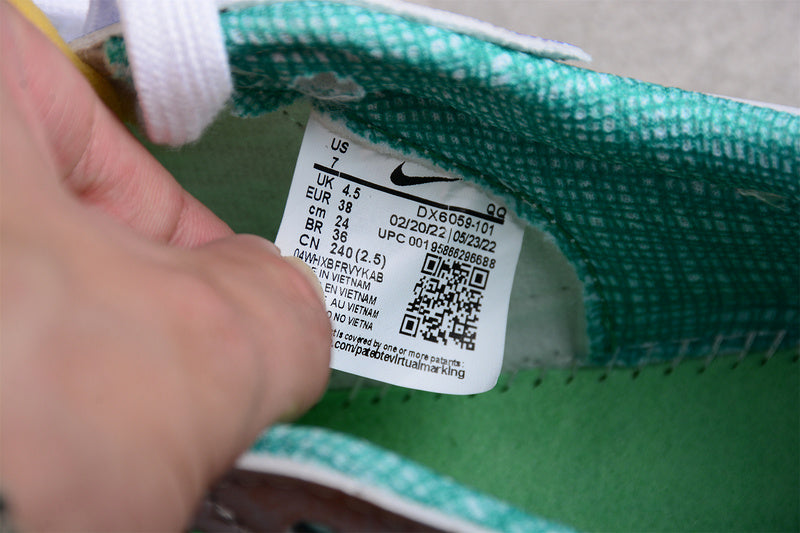 US
7
UK 4.5
EUR 38
cm 24
BR 36
CN 240 (2.5)
QQ
DX6059-101
02/20/22 | 05/23/22
UPC 00195866296688
04WHXBFRVYKAB
IN VIETNAM
EN VIETNAM
AU VIETNAM
NO VIETNA
is covered by one or more patents:
.com/patebtevirtualmarking